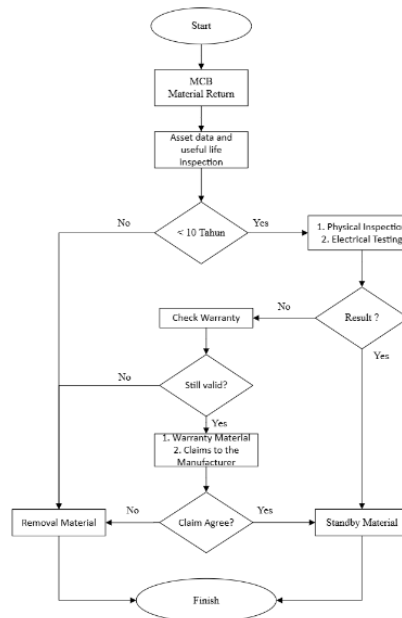 Start
MCB
Material Return
Asset data and
useful life
inspection
No
< 10 Tahun
Yes
1. Physical Inspection
2. Electrical Testing
Check Warranty
No
Result ?
Yes
No
Still valid?
Yes
1. Warranty Material
2. Claims to the
Manufacturer
Removal Material
No
Claim Agree?
Yes
Standby Material
Finish